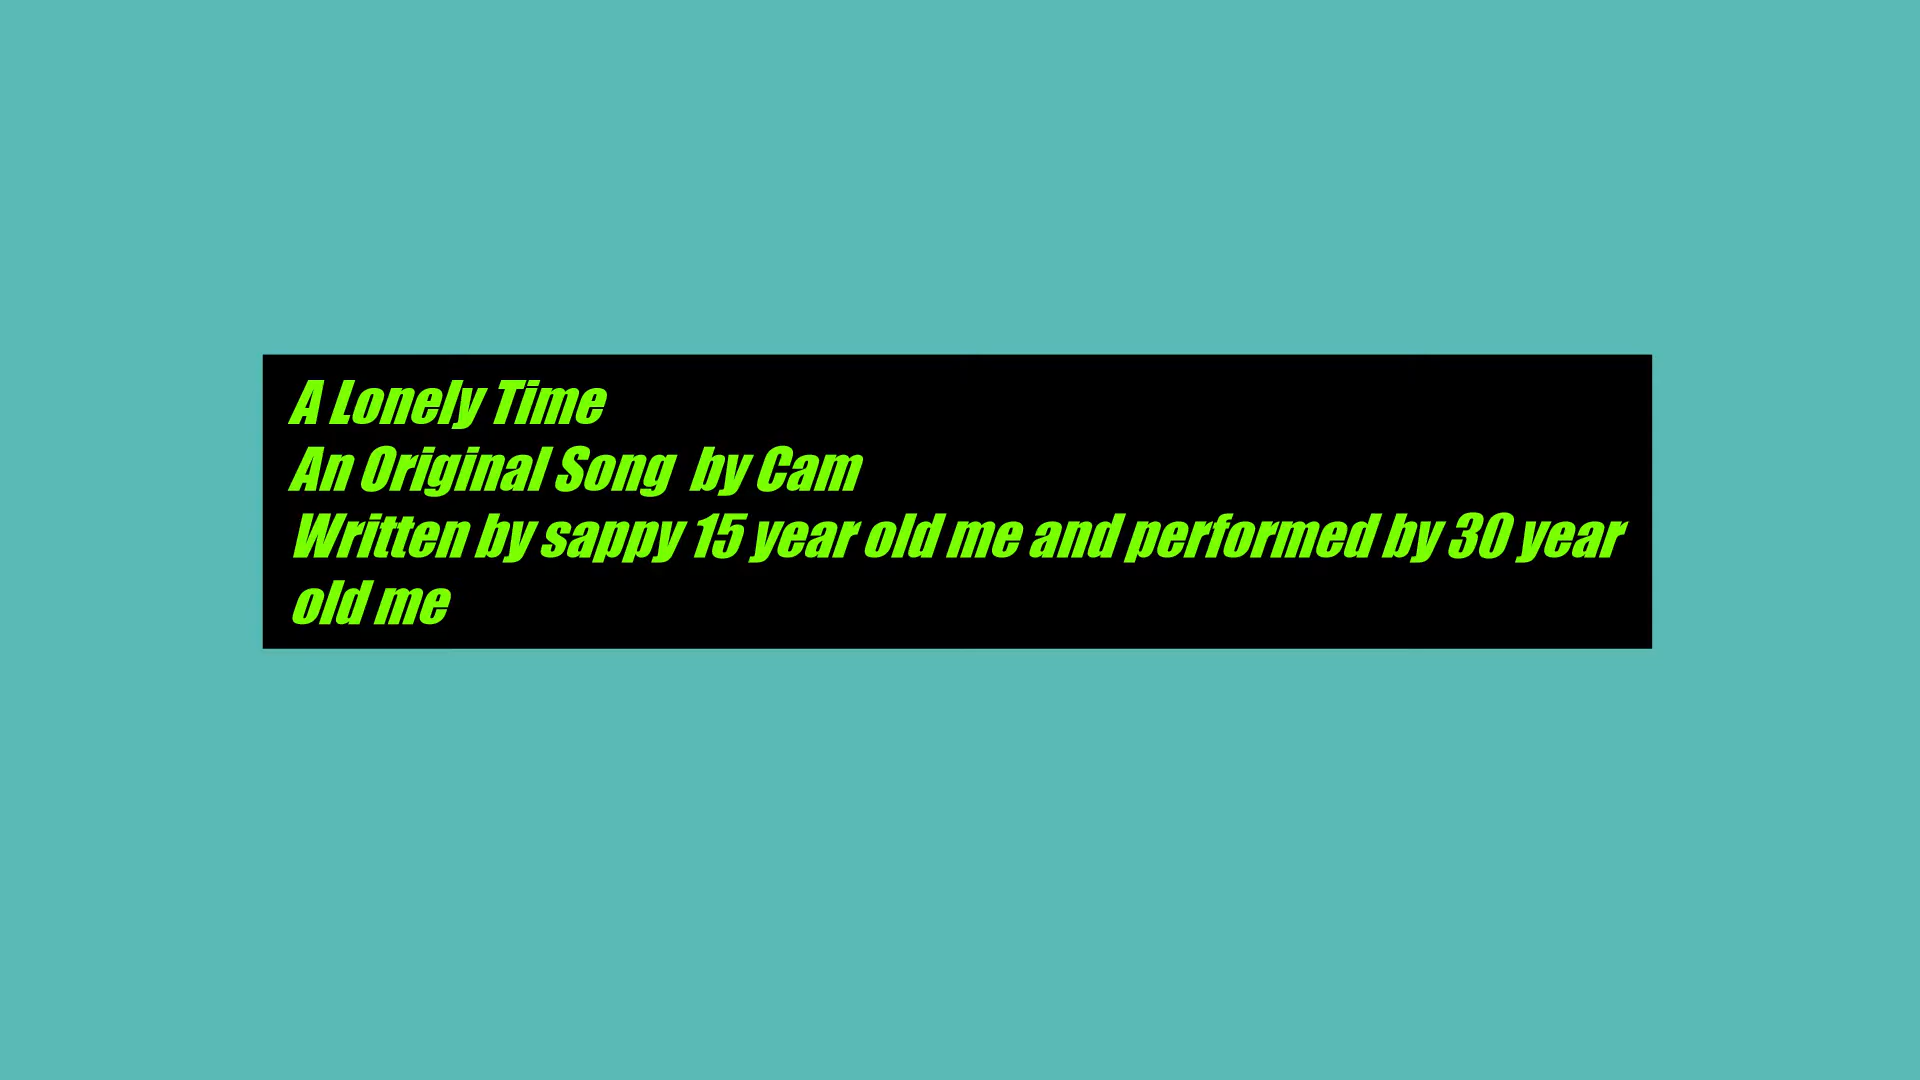 A Lonely Time
An Original Song  by Cam
Written by sappy 15 year old me and performed by 30 year
old me